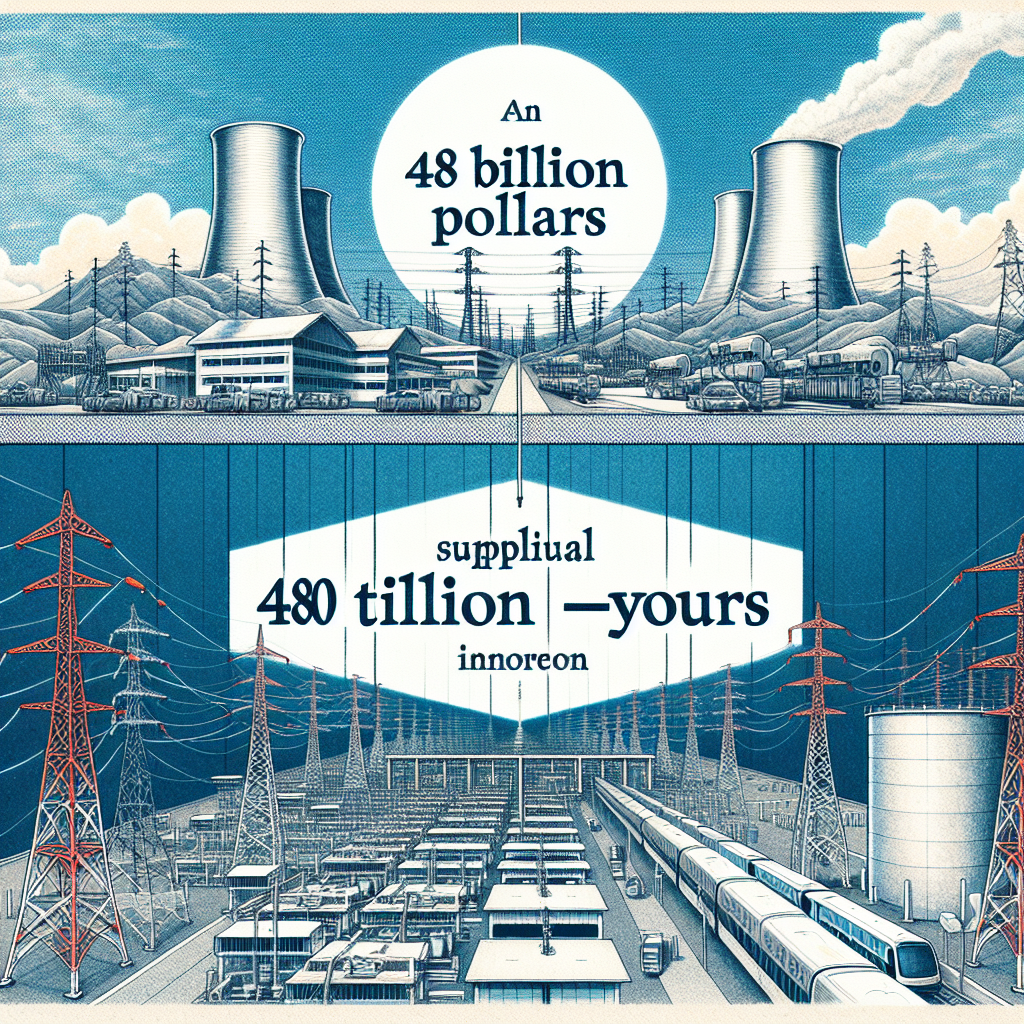 An
48 billion
pollars
suppliual
480 tillion —yours
innoreon